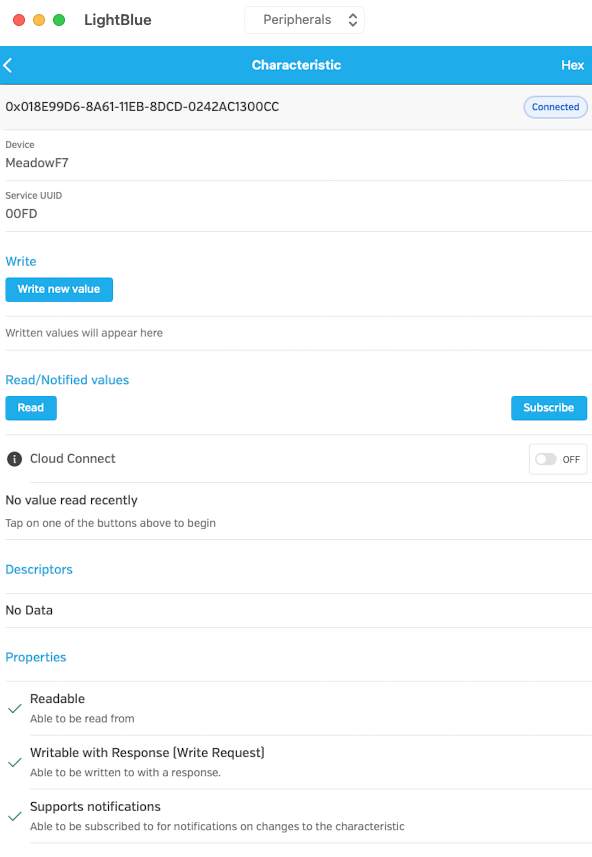 LightBlue
Peripherals
Characteristic
Hex
0x018E99D6-8A61-11EB-8DCD-0242AC1300CC
Connected
Device
MeadowF7
Service UUID
00FD
Write
Write new value
Written values will appear here
Read/Notified values
Read
Subscribe
Cloud Connect
OFF
No value read recently
Tap on one of the buttons above to begin
Descriptors
No Data
Properties
Readable
Able to be read from
Writable with Response (Write Request)
Able to be written to with a response.
Supports notifications
Able to be subscribed to for notifications on changes to the characteristic